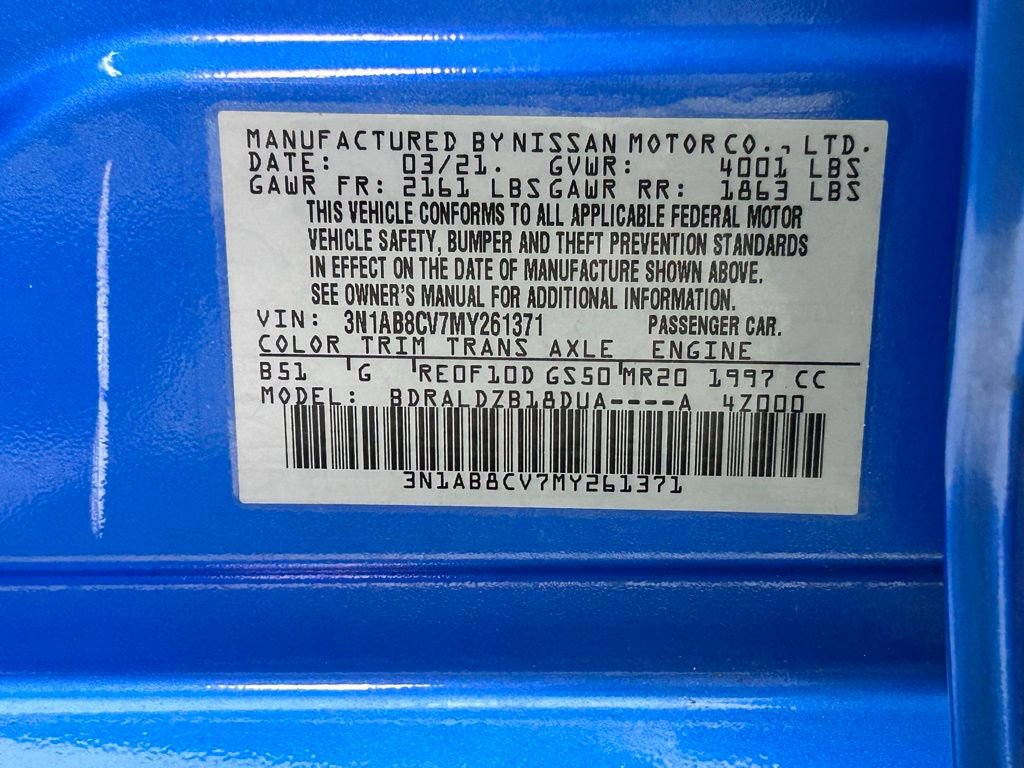 MANUFACTURED BY NISSAN MOTOR CO., LTD.
DATE: 03/21. GVWR: 4001 LBS
GAWR FR: 2161 LBS GAWR RR: 1863 LBS
THIS VEHICLE CONFORMS TO ALL APPLICABLE FEDERAL MOTOR
VEHICLE SAFETY, BUMPER AND THEFT PREVENTION STANDARDS
IN EFFECT ON THE DATE OF MANUFACTURE SHOWN ABOVE.
SEE OWNER'S MANUAL FOR ADDITIONAL INFORMATION.
VIN: 3N1AB8CV7MY261371 PASSENGER CAR.
COLOR TRIM TRANS AXLE ENGINE
B51 G RE0F10D GS50 MR20 1997 CC
MODEL: BDRALDZB18DUA----A 4Z000
3N1AB8CV7MY261371